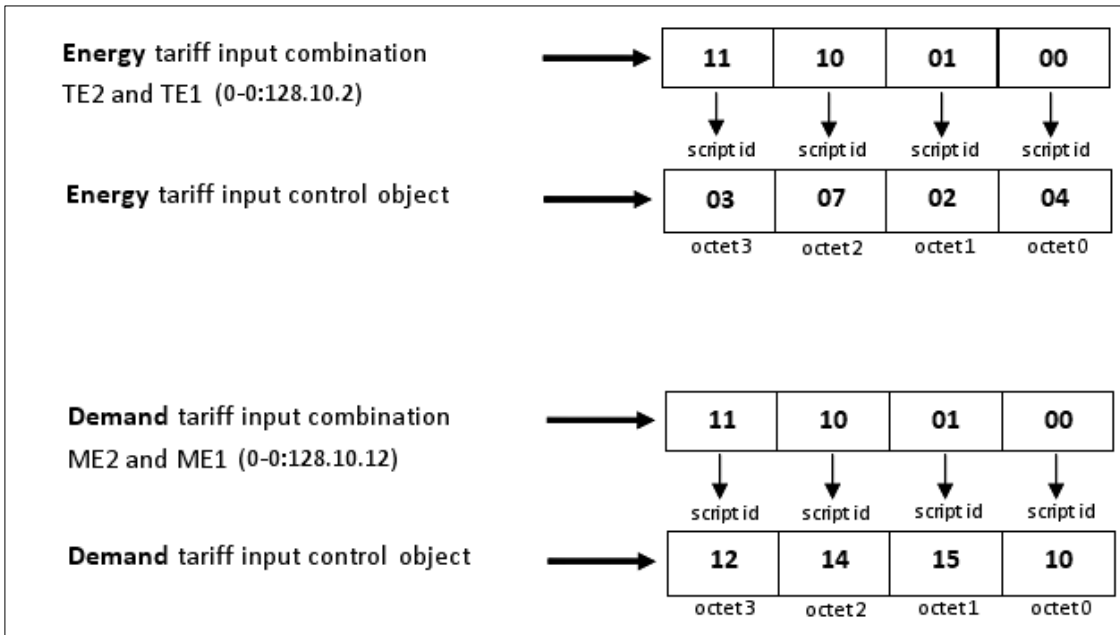 Energy tariff input combination
11 10 01 00
TE2 and TE1 (0-0:128.10.2)
script id script id script id script id
Energy tariff input control object
03 07 02 04
octet3 octet2 octet1 octet0
Demand tariff input combination
11 10 01 00
ME2 and ME1 (0-0:128.10.12)
script id script id script id script id
Demand tariff input control object
12 14 15 10
octet3 octet2 octet1 octet0